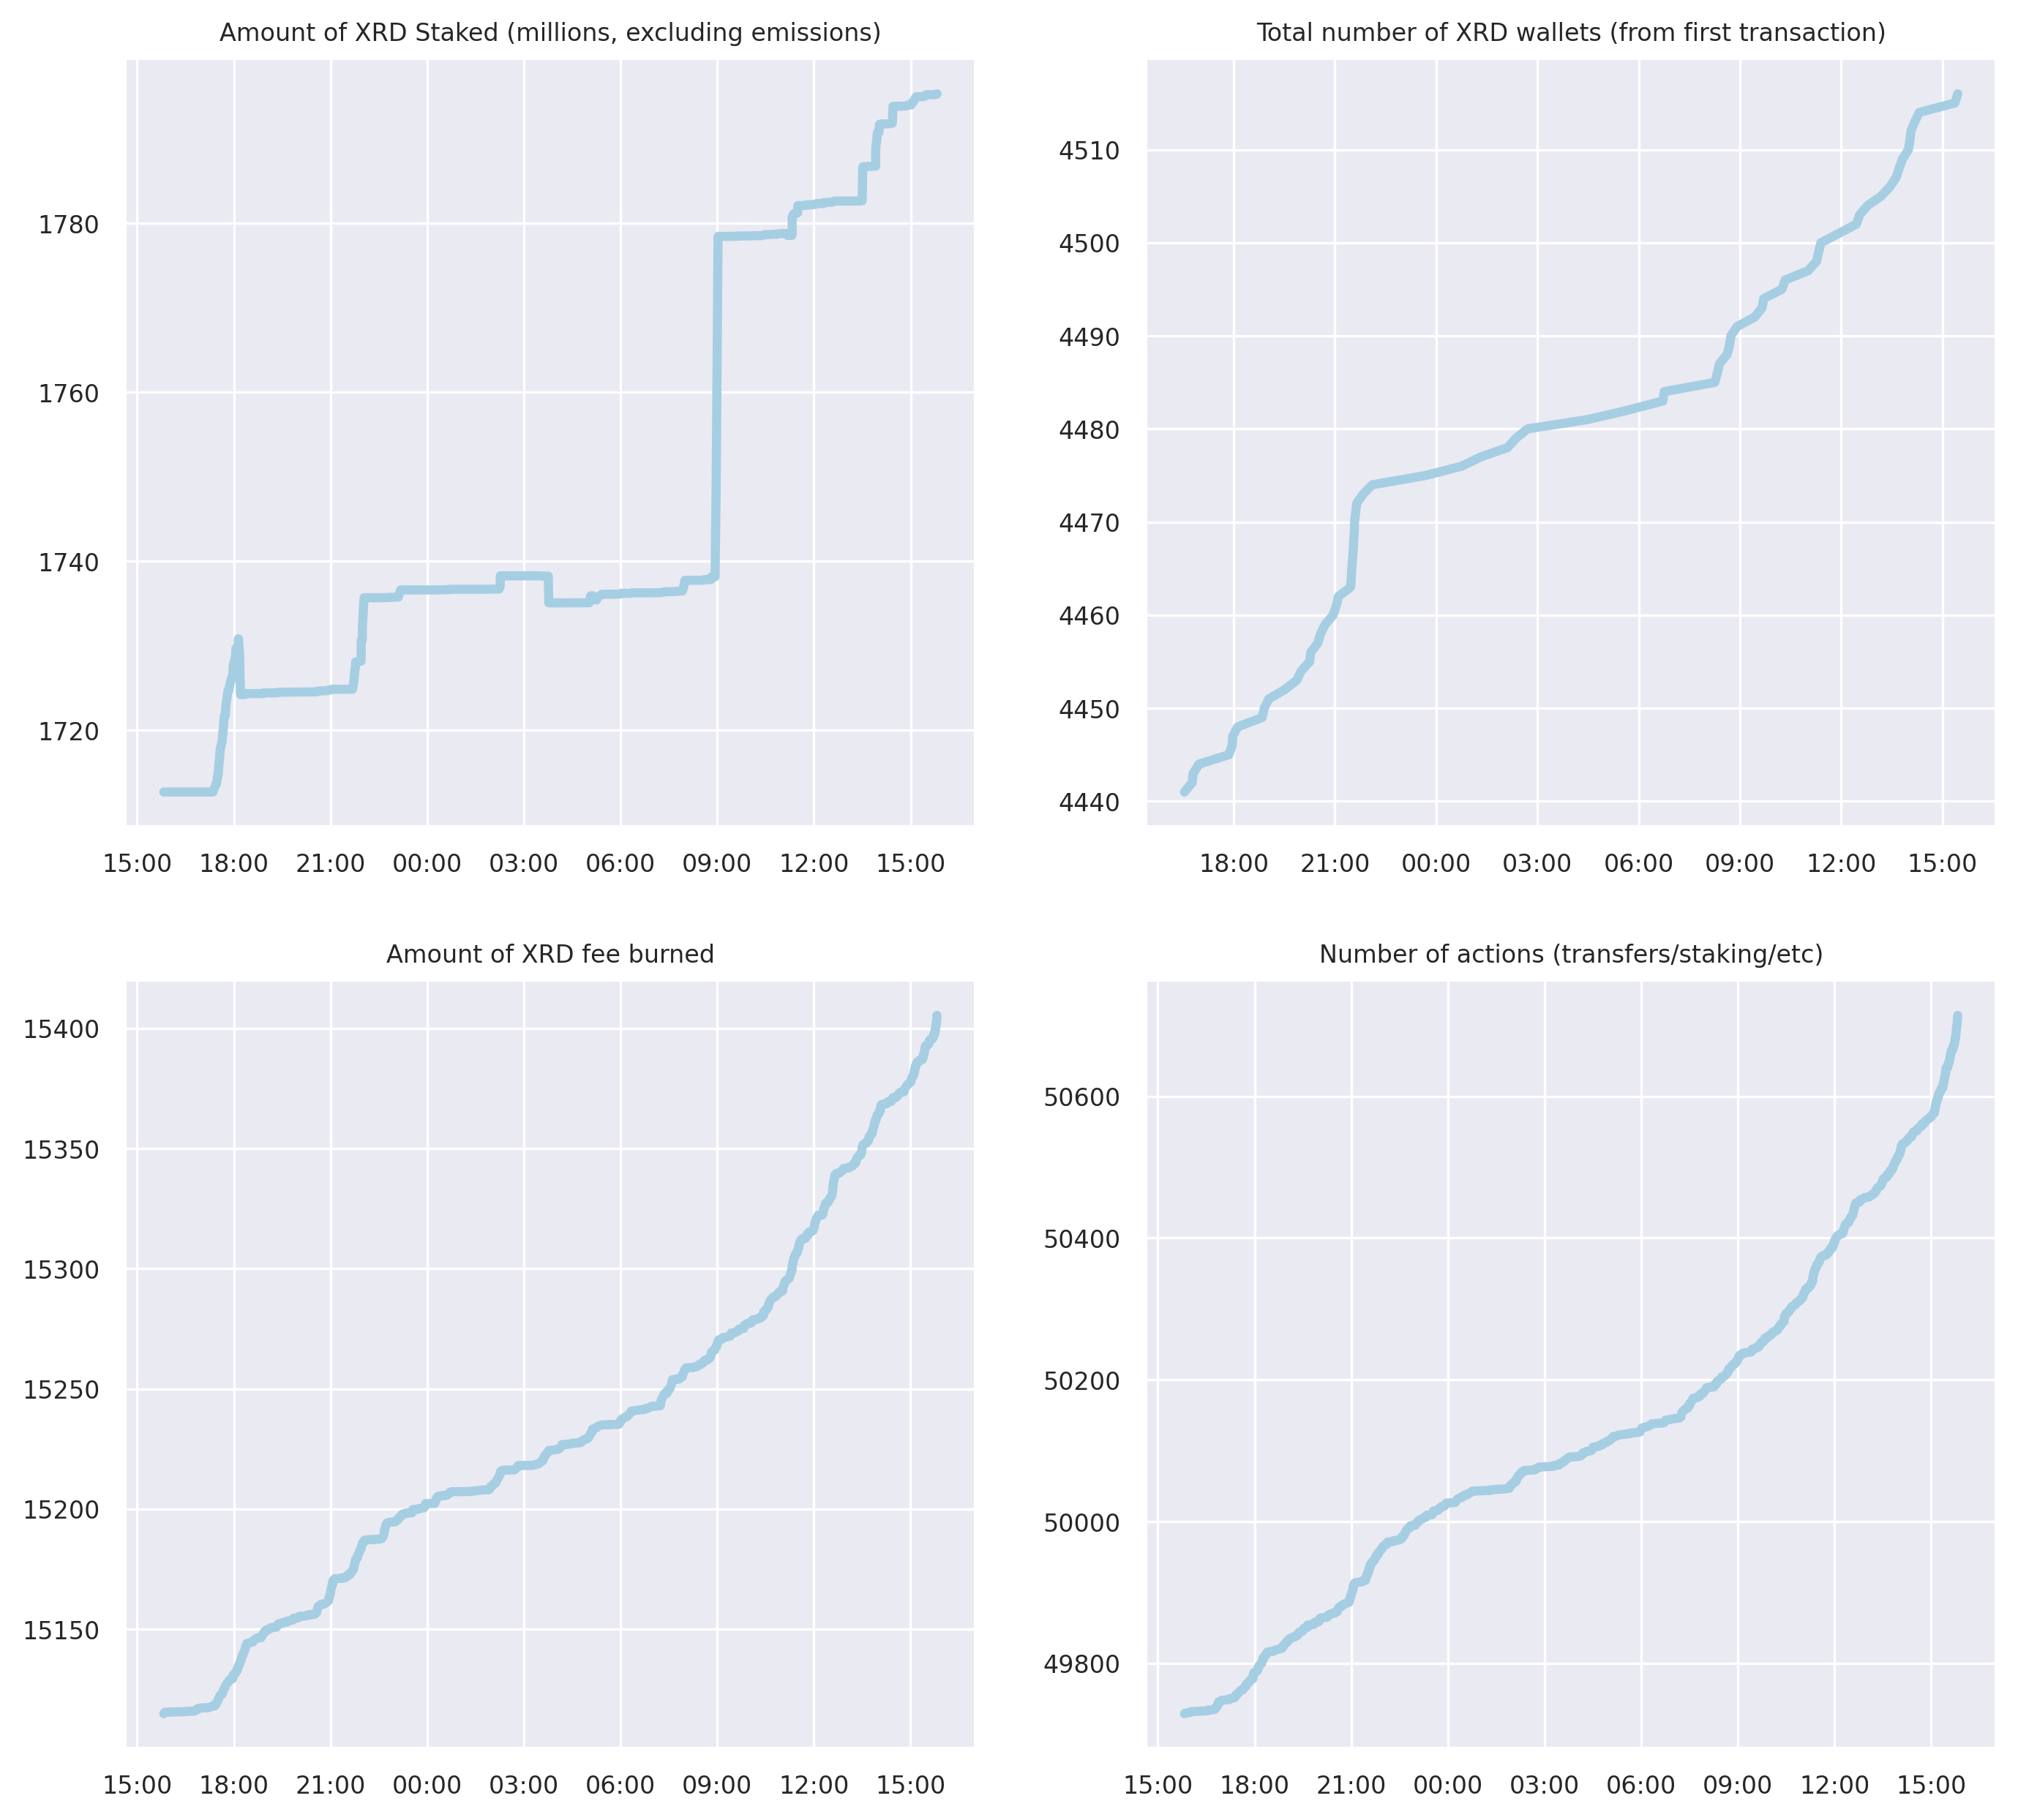 Amount of XRD Staked (millions, excluding emissions)
1780
1760
1740
1720
15:00 18:00 21:00 00:00 03:00 06:00 09:00 12:00 15:00
Total number of XRD wallets (from first transaction)
4510
4500
4490
4480
4470
4460
4450
4440
18:00 21:00 00:00 03:00 06:00 09:00 12:00 15:00
Amount of XRD fee burned
15400
15350
15300
15250
15200
15150
15:00 18:00 21:00 00:00 03:00 06:00 09:00 12:00 15:00
Number of actions (transfers/staking/etc)
50600
50400
50200
50000
49800
15:00 18:00 21:00 00:00 03:00 06:00 09:00 12:00 15:00